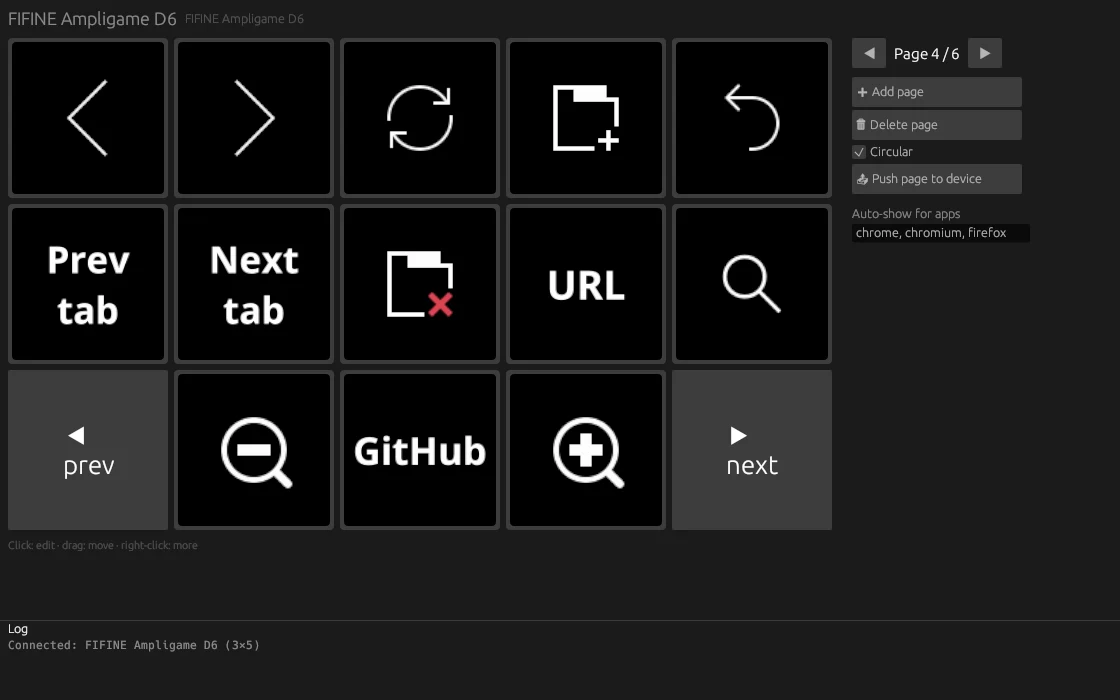 FIFINE Ampligame D6 FIFINE Ampligame D6
Page 4 / 6
Add page
Delete page
Circular
Push page to device
Auto-show for apps
chrome, chromium, firefox
Prev
tab
Next
tab
URL
prev
GitHub
next
Click: edit · drag: move · right-click: more
Log
Connected: FIFINE Ampligame D6 (3×5)